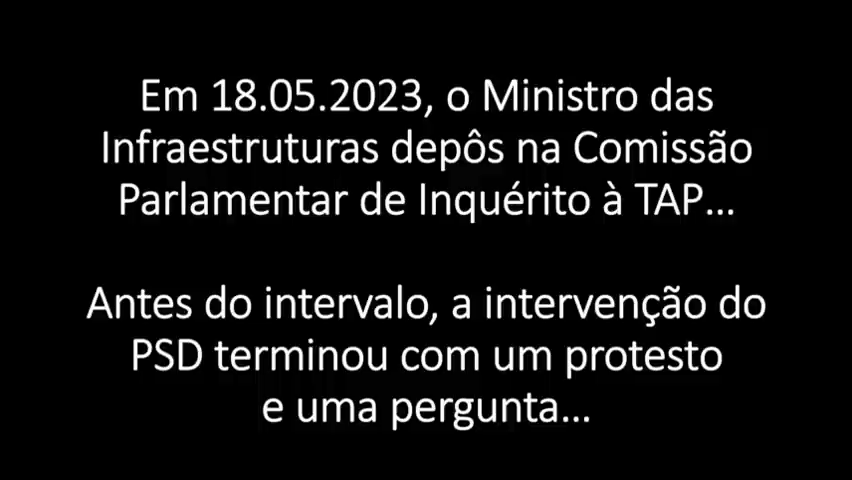 Em 18.05.2023, o Ministro das
Infraestruturas depôs na Comissão
Parlamentar de Inquérito à TAP...
Antes do intervalo, a intervenção do
PSD terminou com um protesto
e uma pergunta...